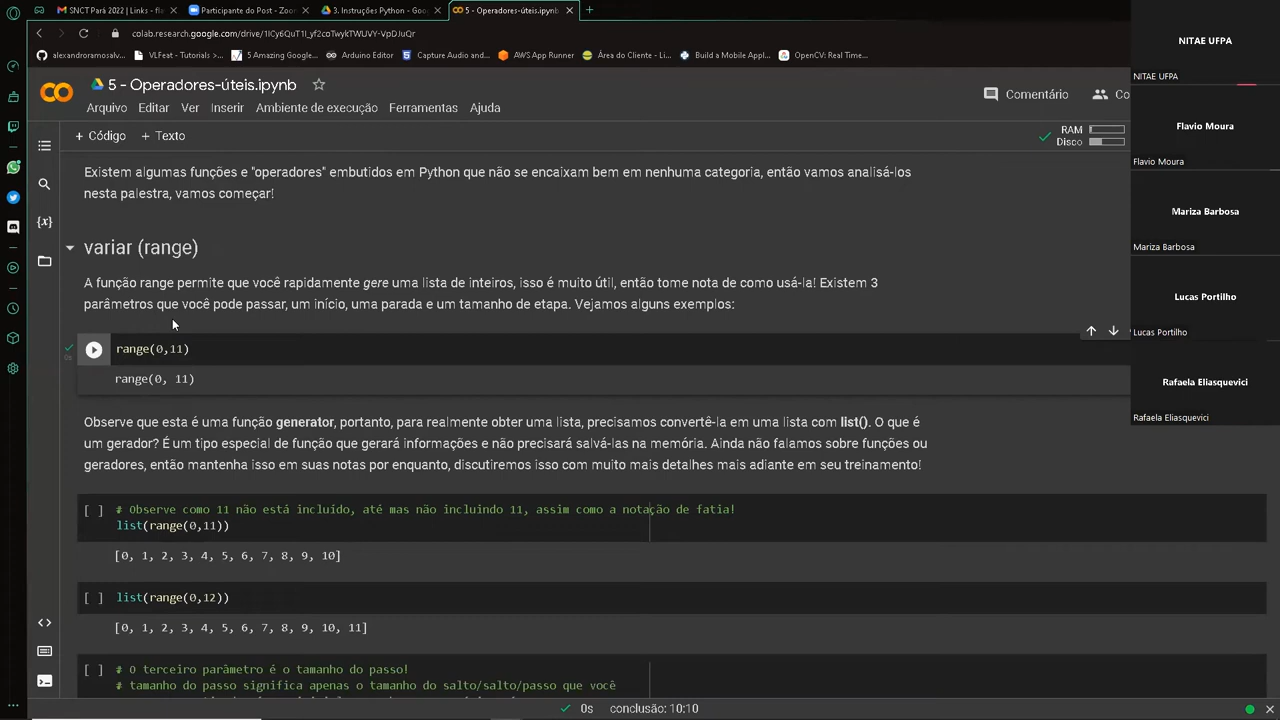 SNCT Pará 2022 | Links - fl
Participante do Post - Zoo
3. Instruções Python - Goo
5 - Operadores-úteis.ipynb
colab.research.google.com/drive/1ICy6QuT1I_yf2coTwykTWUVY-VpDJuQr
alexandroramosalv...
VLFeat - Tutorials >...
5 Amazing Google...
Arduino Editor
Capture Audio and...
AWS App Runner
Área do Cliente - Li...
Build a Mobile Appl...
OpenCV: Real Time...
5 - Operadores-úteis.ipynb
Arquivo Editar Ver Inserir Ambiente de execução Ferramentas Ajuda
Comentário
Co
+ Código + Texto
RAM
Disco
Existem algumas funções e "operadores" embutidos em Python que não se encaixam bem em nenhuma categoria, então vamos analisá-los
nesta palestra, vamos começar!
variar (range)
A função range permite que você rapidamente gere uma lista de inteiros, isso é muito útil, então tome nota de como usá-la! Existem 3
parâmetros que você pode passar, um início, uma parada e um tamanho de etapa. Vejamos alguns exemplos:
0s
range(0,11)
range(0, 11)
Observe que esta é uma função generator, portanto, para realmente obter uma lista, precisamos convertê-la em uma lista com list(). O que é
um gerador? É um tipo especial de função que gerará informações e não precisará salvá-las na memória. Ainda não falamos sobre funções ou
geradores, então mantenha isso em suas notas por enquanto, discutiremos isso com muito mais detalhes mais adiante em seu treinamento!
[ ] # Observe como 11 não está incluído, até mas não incluindo 11, assim como a notação de fatia!
list(range(0,11))
[0, 1, 2, 3, 4, 5, 6, 7, 8, 9, 10]
[ ] list(range(0,12))
[0, 1, 2, 3, 4, 5, 6, 7, 8, 9, 10, 11]
[ ] # O terceiro parâmetro é o tamanho do passo!
# tamanho do passo significa apenas o tamanho do salto/salto/passo que você
0s conclusão: 10:10
NITAE UFPA
NITAE UFPA
Flavio Moura
Flavio Moura
Mariza Barbosa
Mariza Barbosa
Lucas Portilho
Lucas Portilho
Rafaela Eliasquevici
Rafaela Eliasquevici